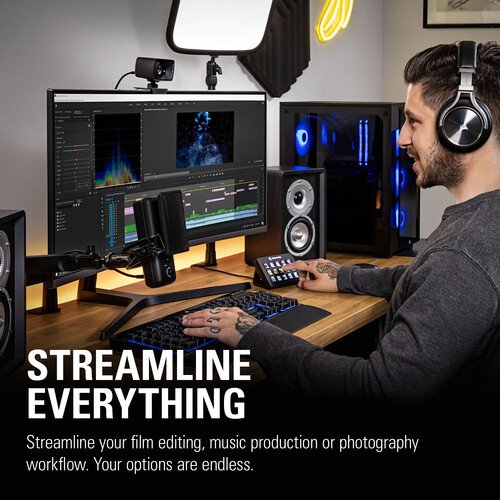 STREAMLINE
EVERYTHING
Streamline your film editing, music production or photography
workflow. Your options are endless.